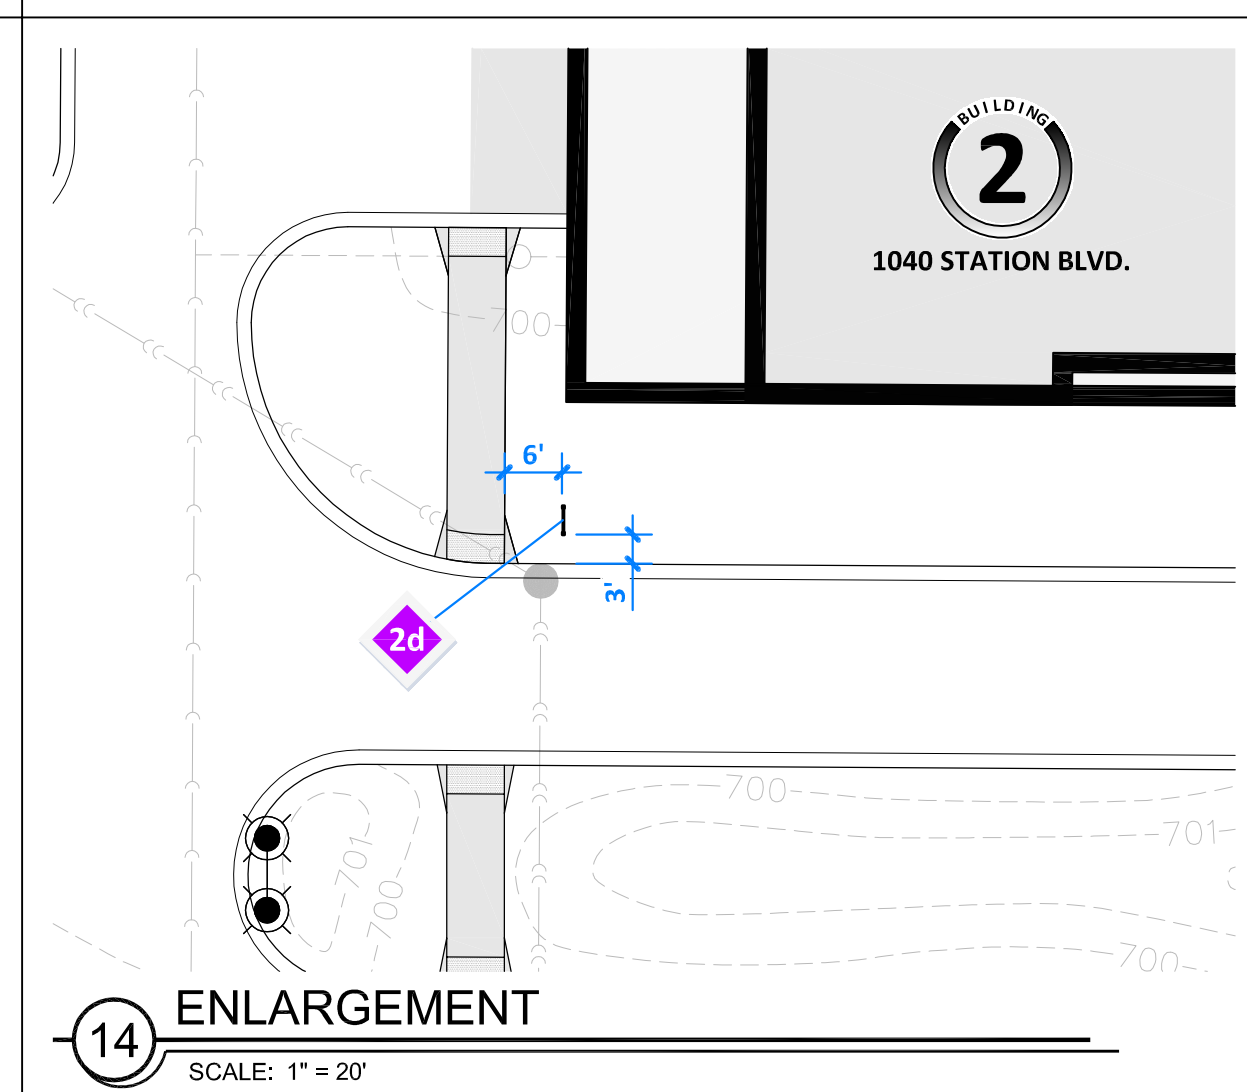 BUILDING
2
1040 STATION BLVD.
700
6'
3'
2d
700
701
701
700
700
14
ENLARGEMENT
SCALE: 1" = 20'